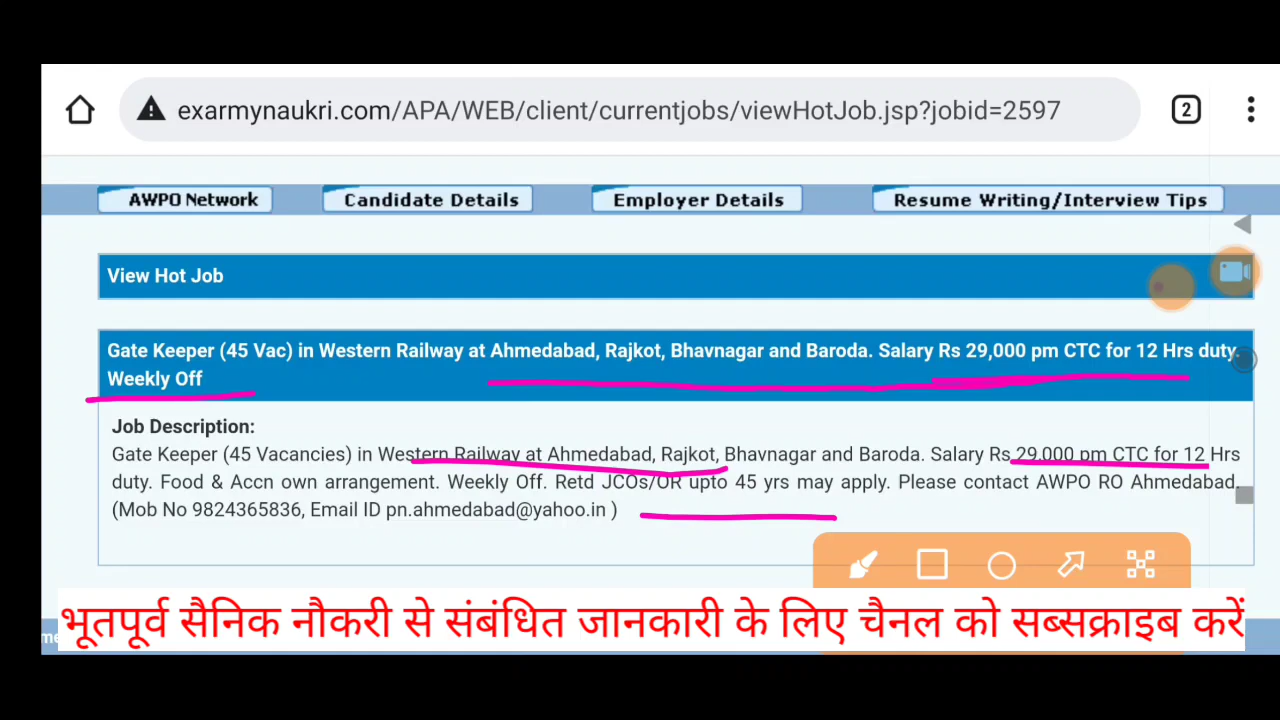 exarmynaukri.com/APA/WEB/client/currentjobs/viewHotJob.jsp?jobid=2597
2
AWPO Network
Candidate Details
Employer Details
Resume Writing/Interview Tips
View Hot Job
Gate Keeper (45 Vac) in Western Railway at Ahmedabad, Rajkot, Bhavnagar and Baroda. Salary Rs 29,000 pm CTC for 12 Hrs duty.
Weekly Off
Job Description:
Gate Keeper (45 Vacancies) in Western Railway at Ahmedabad, Rajkot, Bhavnagar and Baroda. Salary Rs 29,000 pm CTC for 12 Hrs
duty. Food & Accn own arrangement. Weekly Off. Retd JCOs/OR upto 45 yrs may apply. Please contact AWPO RO Ahmedabad.
(Mob No 9824365836, Email ID pn.ahmedabad@yahoo.in )
भूतपूर्व सैनिक नौकरी से संबंधित जानकारी के लिए चैनल को सब्सक्राइब करें